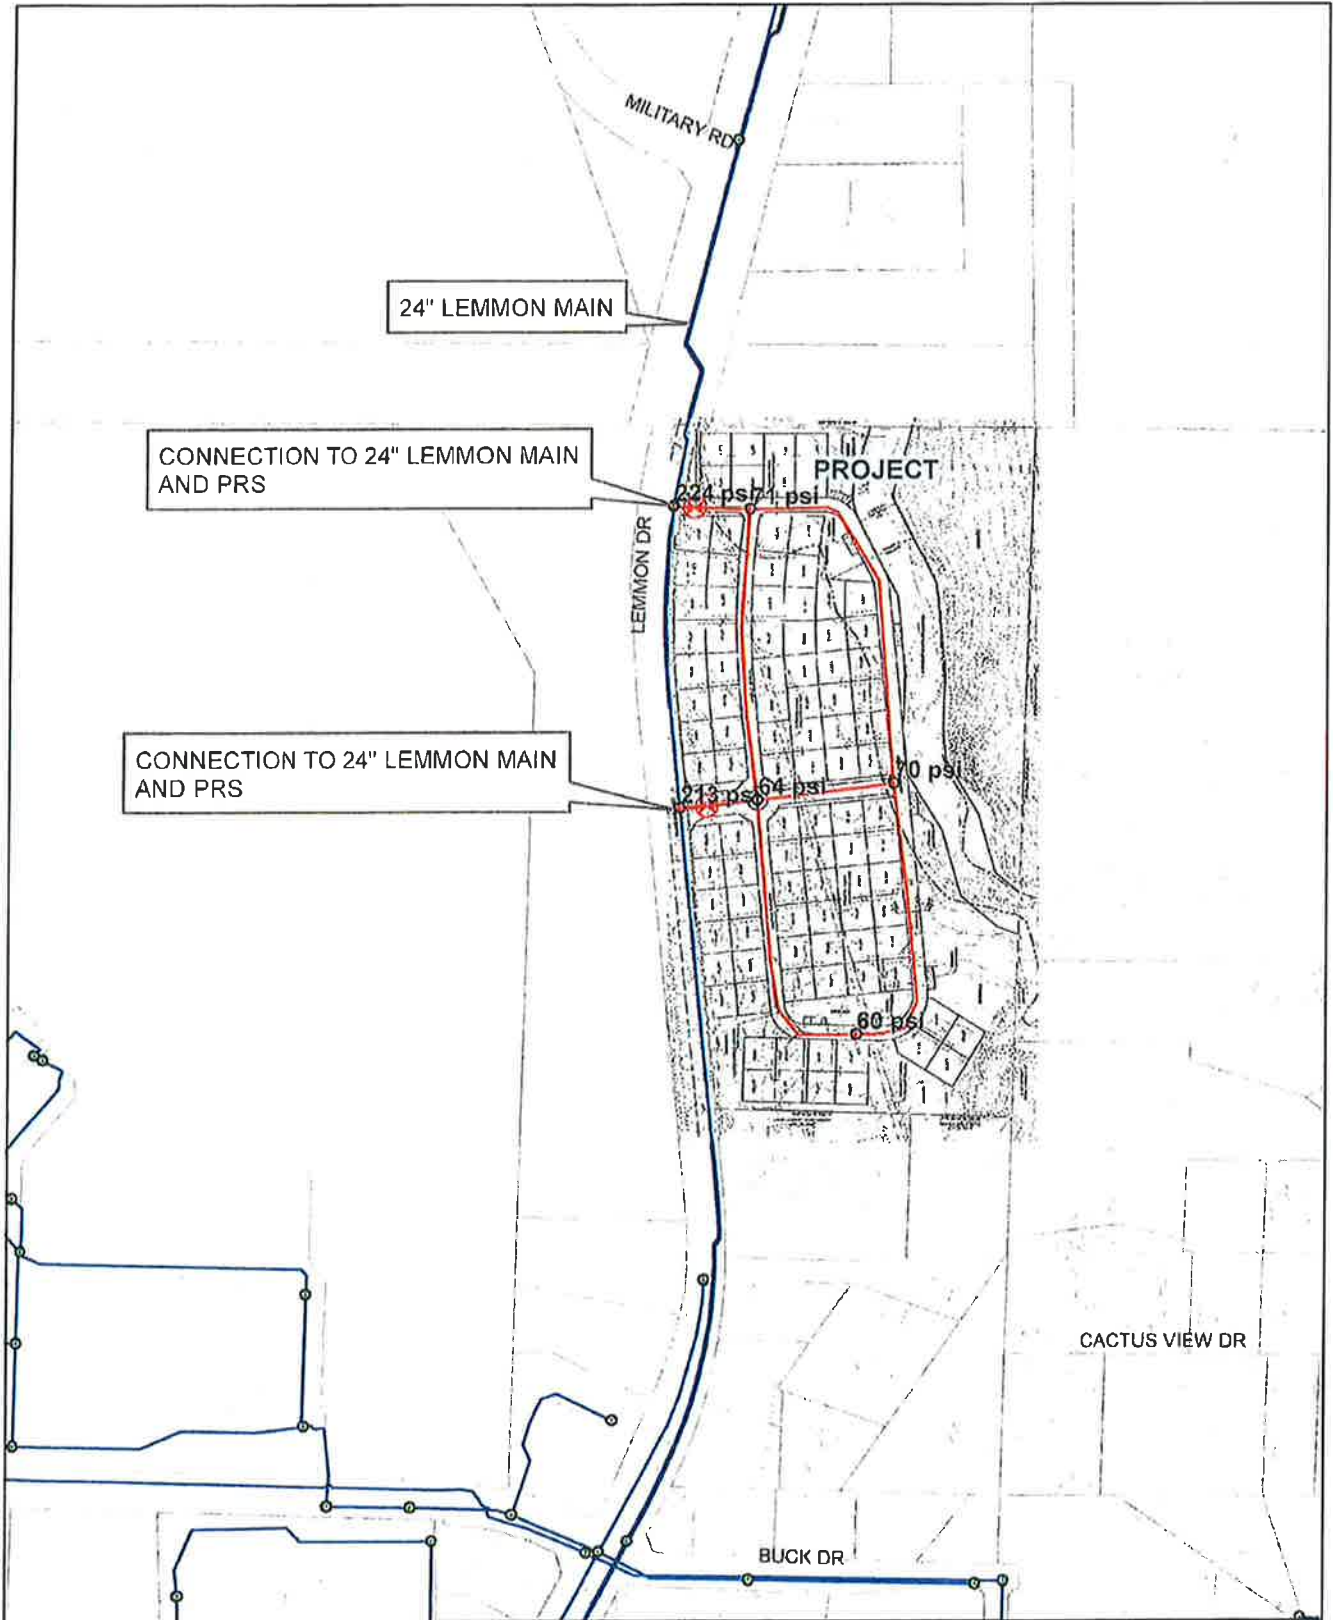 MILITARY RD
24" LEMMON MAIN
CONNECTION TO 24" LEMMON MAIN
AND PRS
PROJECT
224 psi
71 psi
LEMMON DR
CONNECTION TO 24" LEMMON MAIN
AND PRS
70 psi
213 psi
64 psi
60 psi
CACTUS VIEW DR
BUCK DR